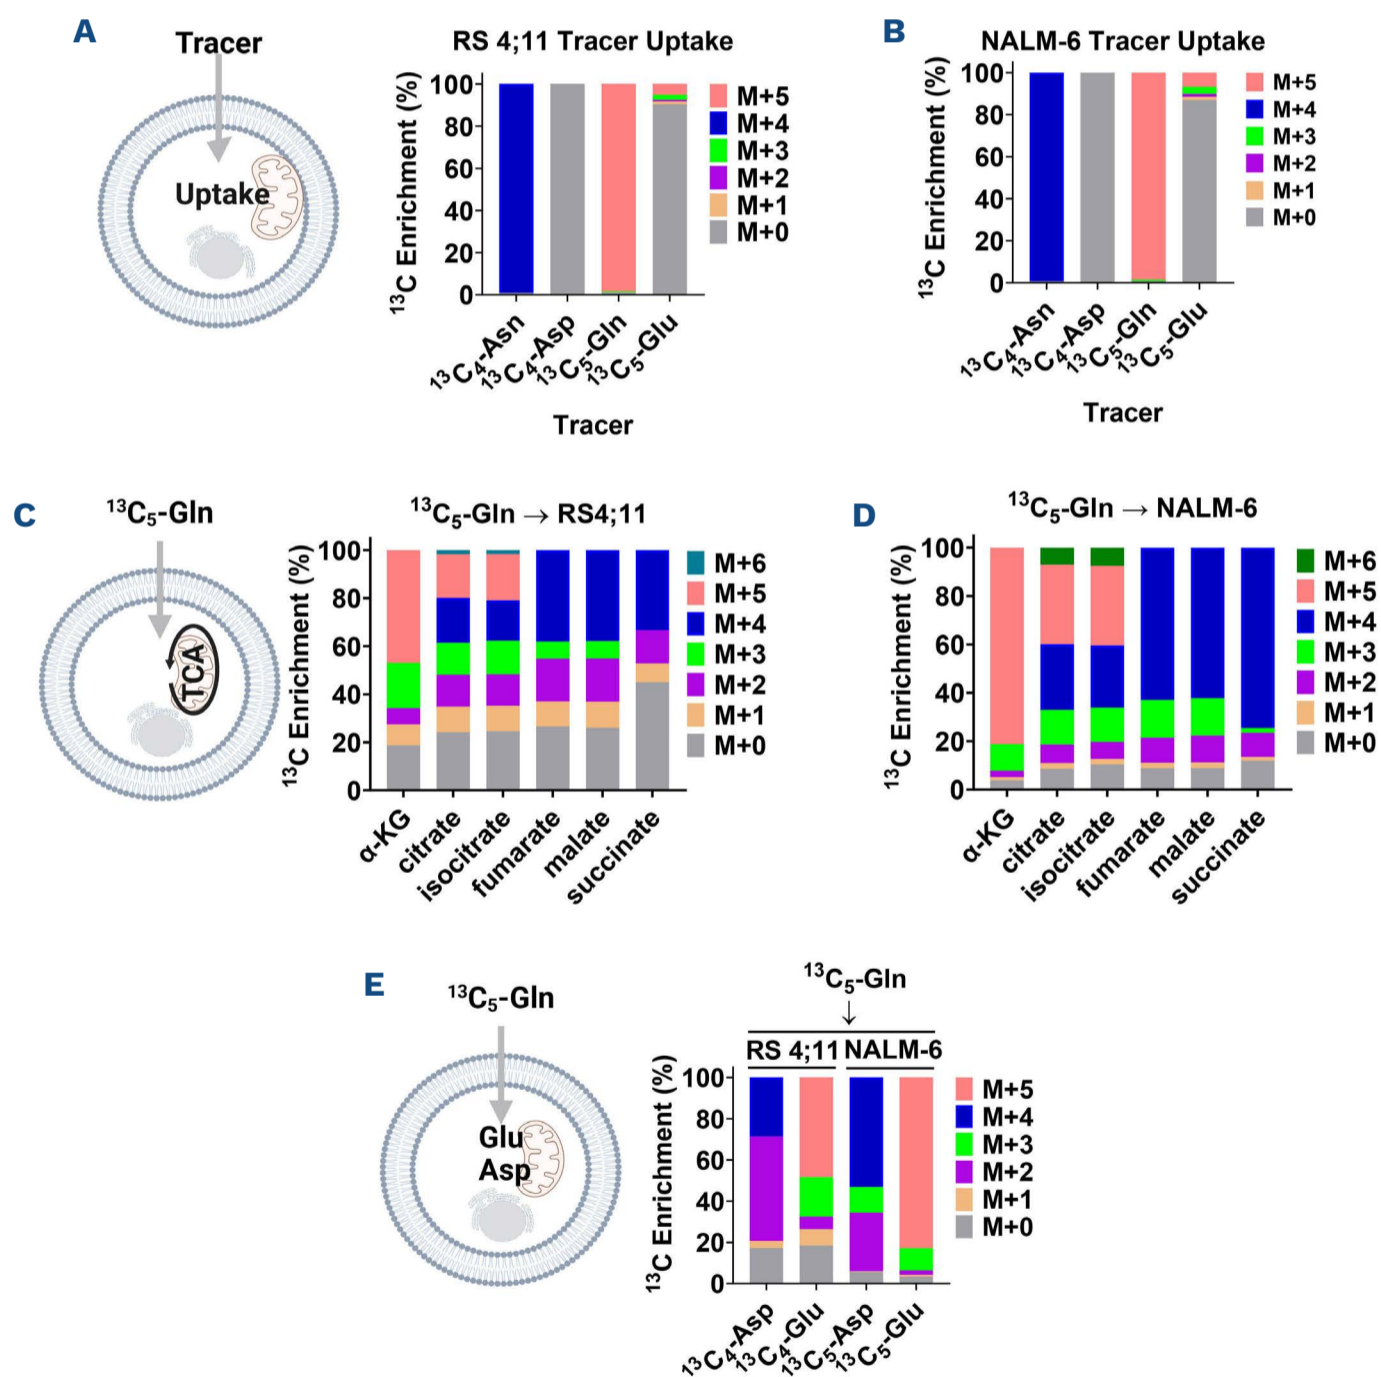 A
Tracer
Uptake
RS 4;11 Tracer Uptake
¹³C Enrichment (%)
100
80
60
40
20
0
M+5
M+4
M+3
M+2
M+1
M+0
¹³C₄-Asn
¹³C₄-Asp
¹³C₅-Gln
¹³C₅-Glu
Tracer
B
NALM-6 Tracer Uptake
¹³C Enrichment (%)
100
80
60
40
20
0
M+5
M+4
M+3
M+2
M+1
M+0
¹³C₄-Asn
¹³C₄-Asp
¹³C₅-Gln
¹³C₅-Glu
Tracer
C
¹³C₅-Gln
TCA
¹³C₅-Gln → RS4;11
¹³C Enrichment (%)
100
80
60
40
20
0
M+6
M+5
M+4
M+3
M+2
M+1
M+0
α-KG
citrate
isocitrate
fumarate
malate
succinate
D
¹³C₅-Gln → NALM-6
¹³C Enrichment (%)
100
80
60
40
20
0
M+6
M+5
M+4
M+3
M+2
M+1
M+0
α-KG
citrate
isocitrate
fumarate
malate
succinate
E
¹³C₅-Gln
Glu
Asp
¹³C₅-Gln
↓
RS 4;11 NALM-6
¹³C Enrichment (%)
100
80
60
40
20
0
M+5
M+4
M+3
M+2
M+1
M+0
¹³C₄-Asp
¹³C₄-Glu
¹³C₅-Asp
¹³C₅-Glu